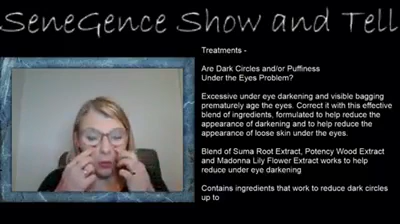 SeneGence Show and Tell
Treatments -
Are Dark Circles and/or Puffiness
Under the Eyes Problem?
Excessive under eye darkening and visible bagging
prematurely age the eyes. Correct it with this effective
blend of ingredients, formulated to help reduce the
appearance of darkening and to help reduce the
appearance of loose skin under the eyes.
Blend of Suma Root Extract, Potency Wood Extract
and Madonna Lily Flower Extract works to help
reduce under eye darkening
Contains ingredients that work to reduce dark circles
up to